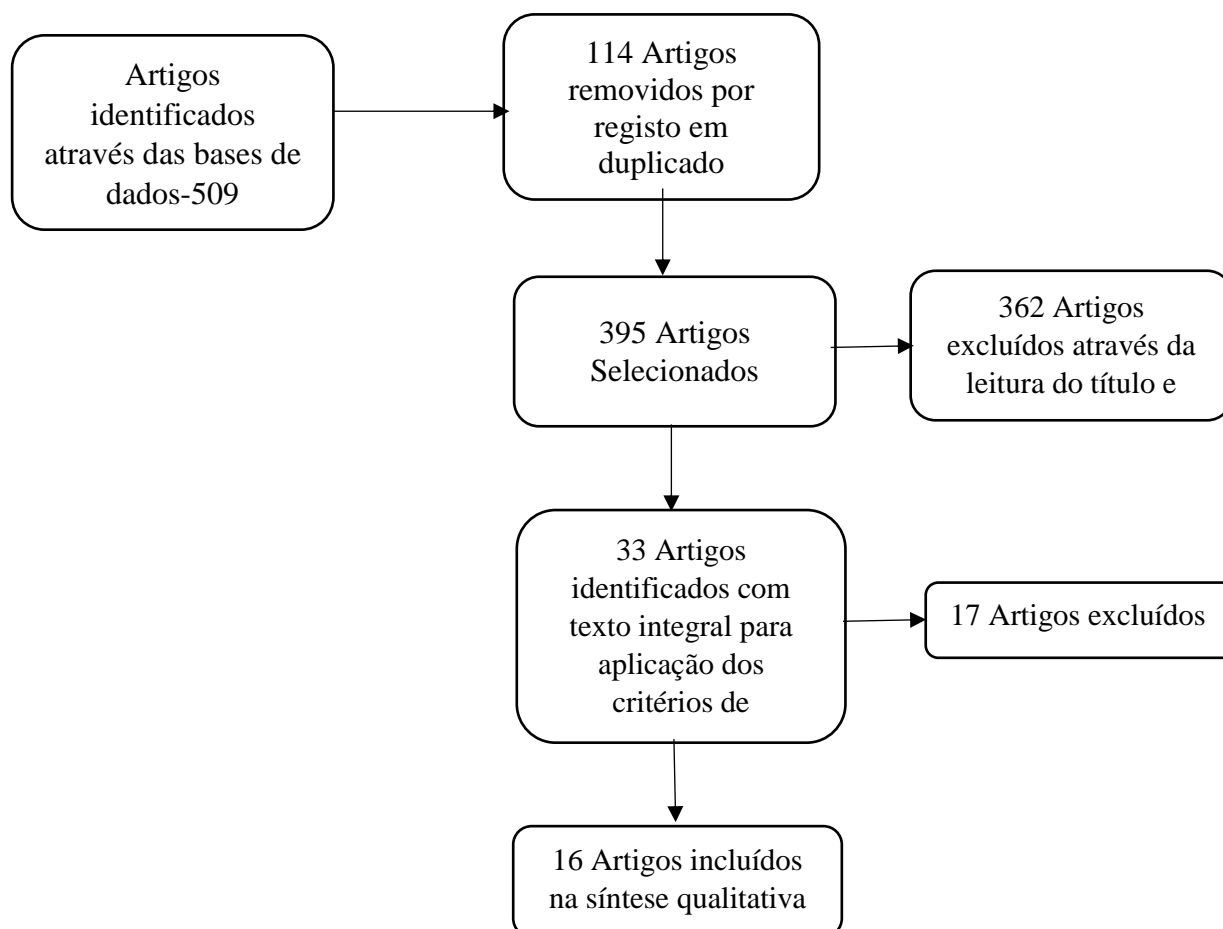 Artigos
identificados
através das bases de
dados-509
114 Artigos
removidos por
registo em
duplicado
395 Artigos
Selecionados
362 Artigos
excluídos através da
leitura do título e
33 Artigos
identificados com
texto integral para
aplicação dos
critérios de
17 Artigos excluídos
16 Artigos incluídos
na síntese qualitativa